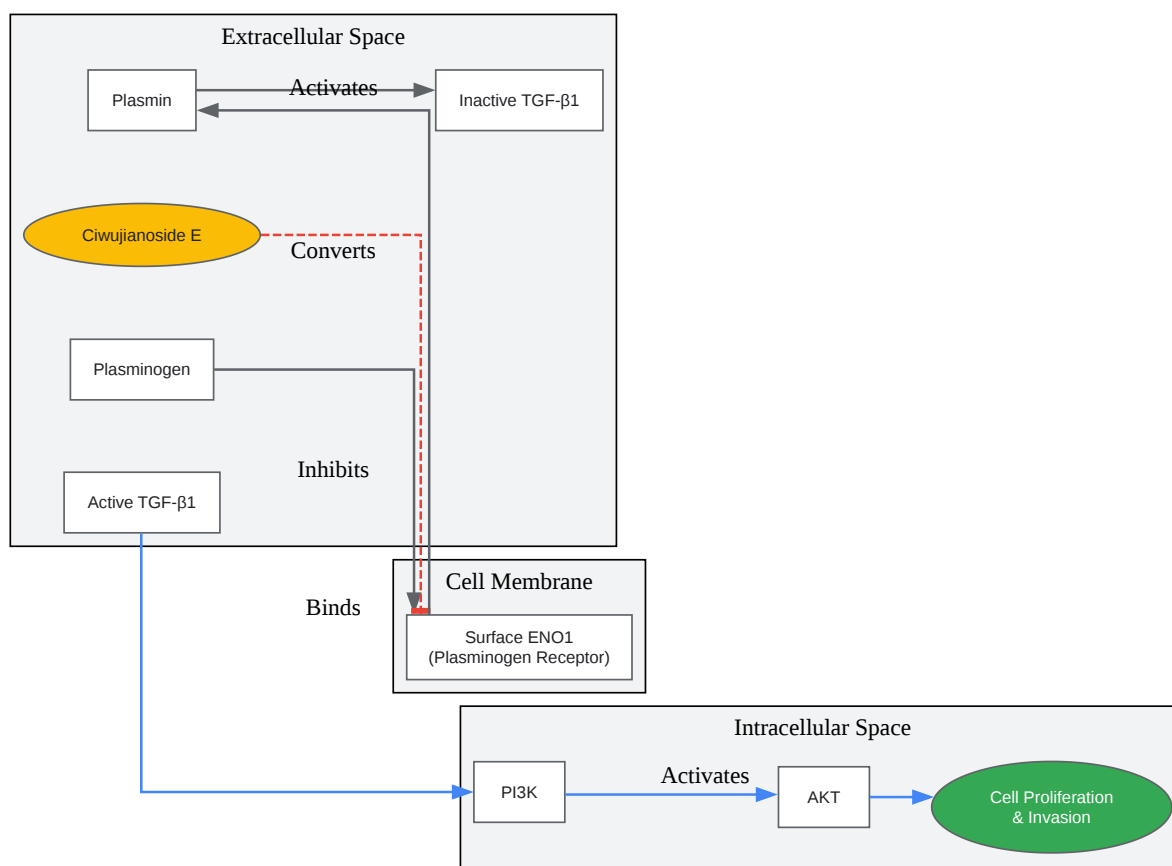 Extracellular Space
Plasmin
Activates
Inactive TGF-β1
Ciwujianoside E
Converts
Plasminogen
Inhibits
Active TGF-β1
Cell Membrane
Binds
Surface ENO1
(Plasminogen Receptor)
Intracellular Space
PI3K
Activates
AKT
Cell Proliferation
& Invasion